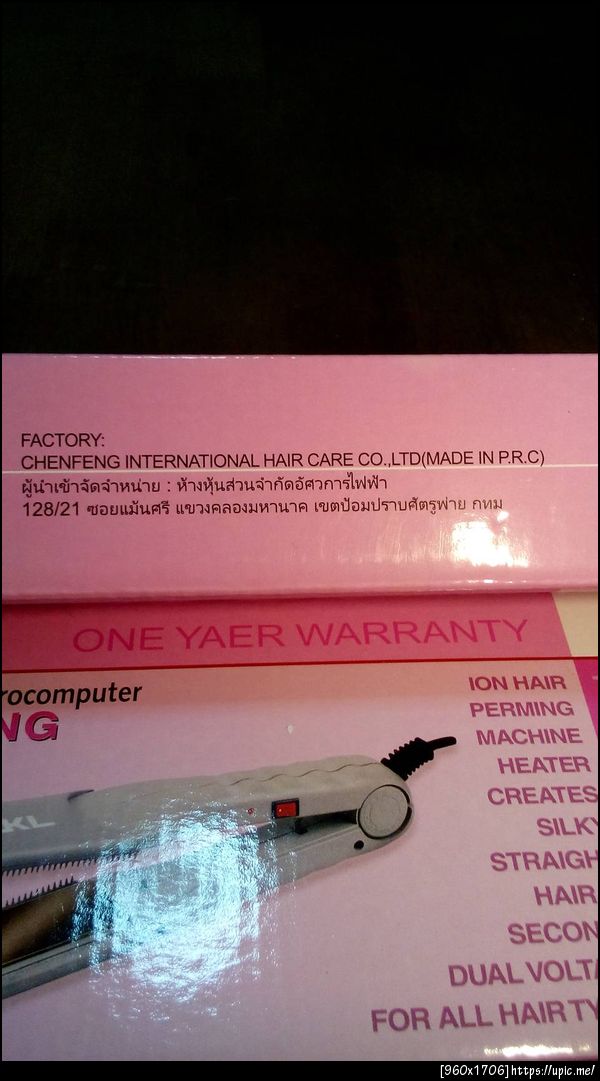 FACTORY:
CHENFENG INTERNATIONAL HAIR CARE CO.,LTD(MADE IN P.R.C)
ผู้นำเข้าจัดจำหน่าย : ห้างหุ้นส่วนจำกัดอัศวการไฟฟ้า
128/21 ซอยแม้นศรี แขวงคลองมหานาค เขตป้อมปราบศัตรูพ่าย กทม
ONE YAER WARRANTY
rocomputer
NG
KL
ION HAIR
PERMING
MACHINE
HEATER
CREATES
SILKY
STRAIGH
HAIR
SECON
DUAL VOLTA
FOR ALL HAIR TY
[960x1706]https://upic.me/